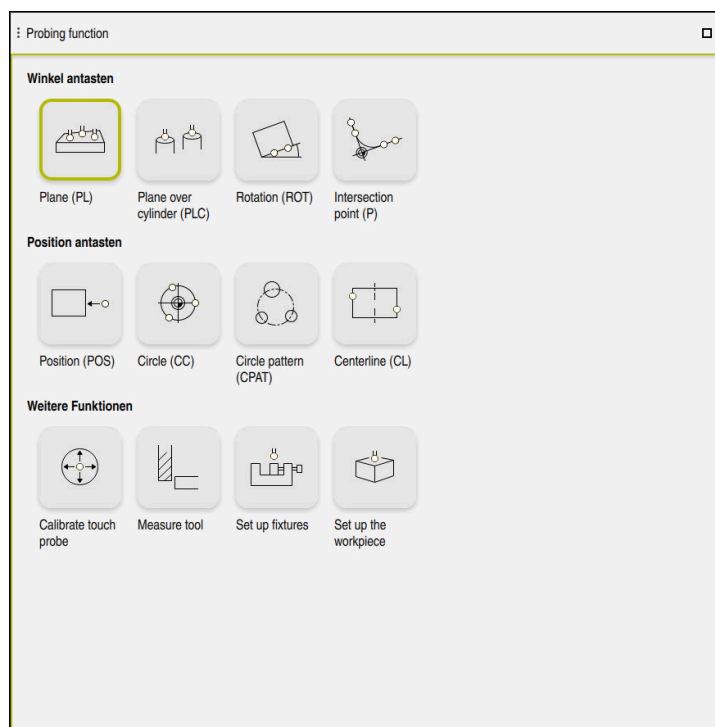 Probing function
Winkel antasten
Plane (PL)
Plane over
cylinder (PLC)
Rotation (ROT)
Intersection
point (P)
Position antasten
Position (POS)
Circle (CC)
Circle pattern
(CPAT)
Centerline (CL)
Weitere Funktionen
Calibrate touch
probe
Measure tool
Set up fixtures
Set up the
workpiece